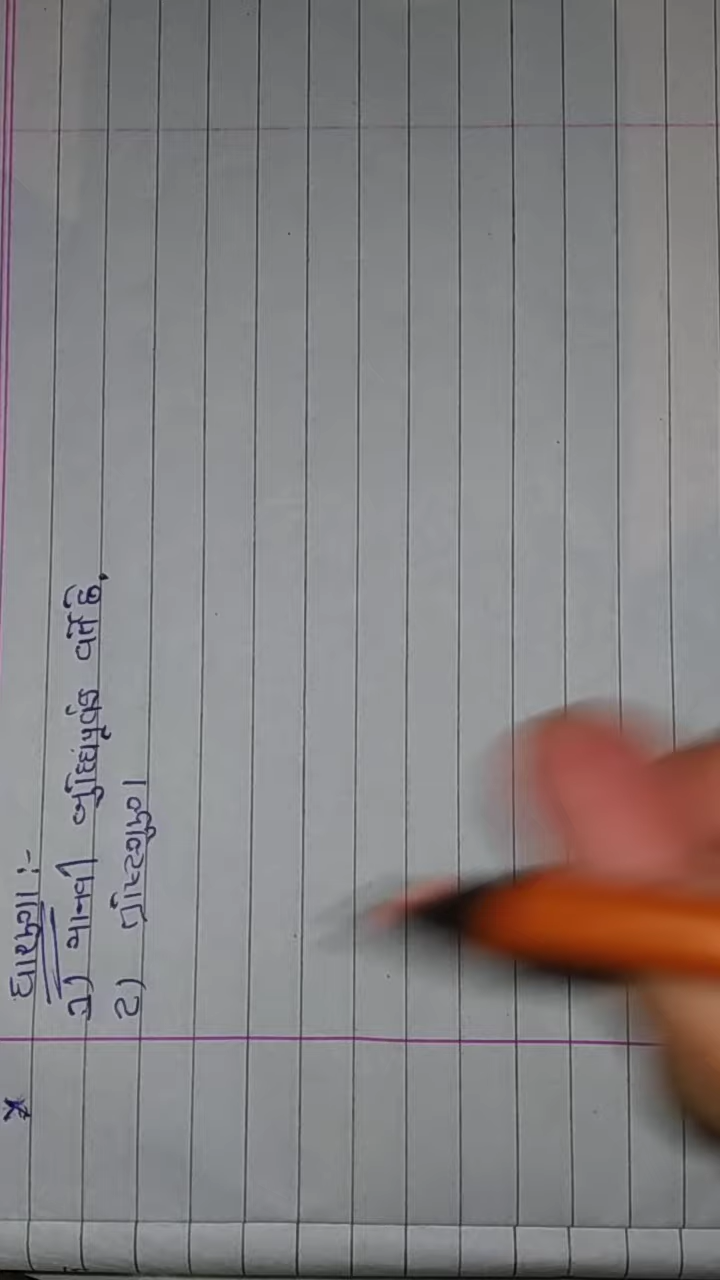 * ધારણા :-
1) માનવી બુદ્ધિપૂર્વક વર્તે છે.
2) તુષ્ટિગુણ